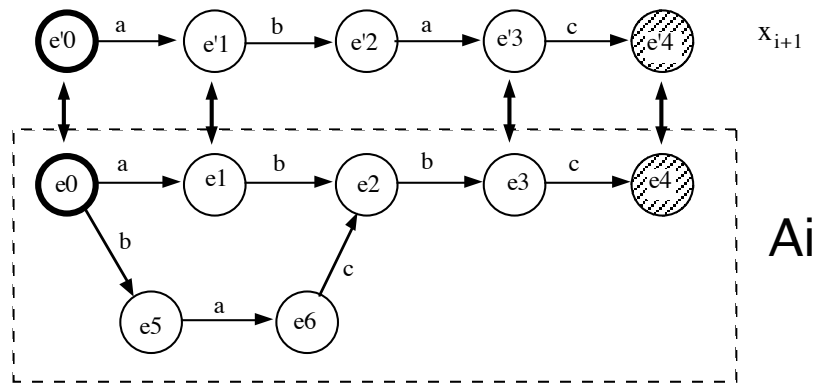 a b a c
e'0 e'1 e'2 e'3 e'4 x_{i+1}
a b b c
e0 e1 e2 e3 e4
Ai
b a c
e5 e6